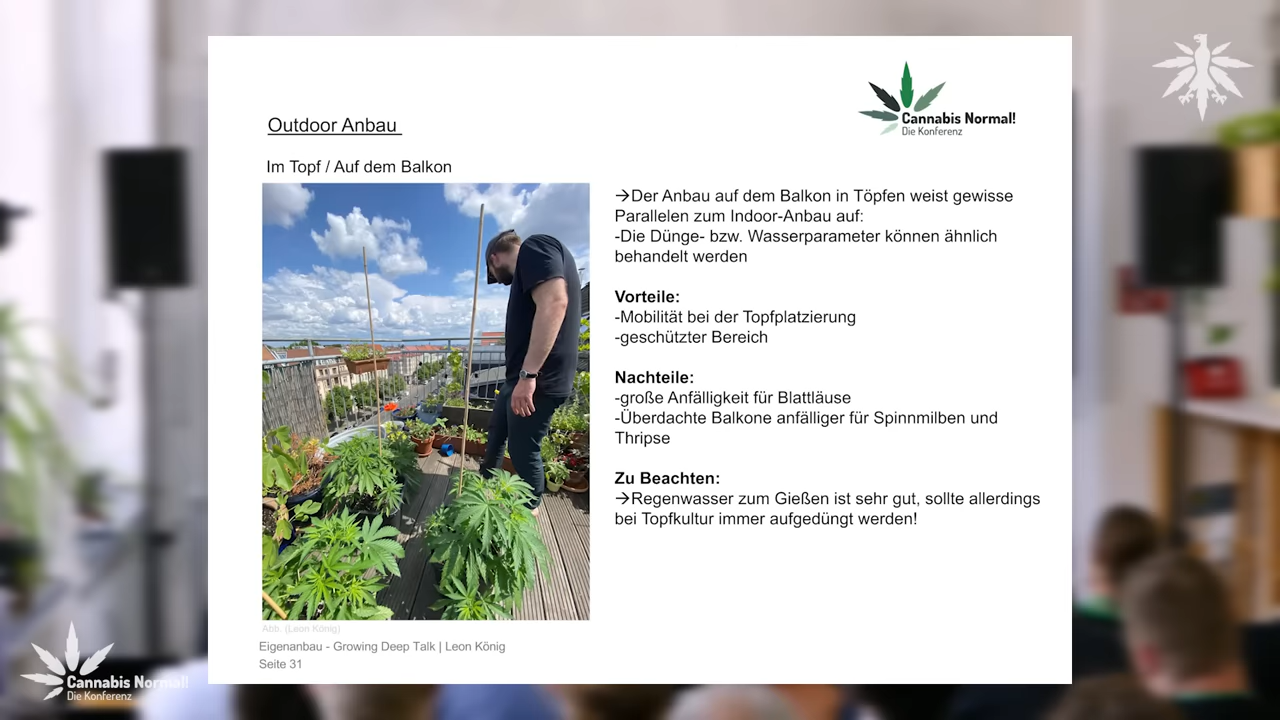 Cannabis Normal!
Die Konferenz
Outdoor Anbau
Im Topf / Auf dem Balkon
→Der Anbau auf dem Balkon in Töpfen weist gewisse
Parallelen zum Indoor-Anbau auf:
-Die Dünge- bzw. Wasserparameter können ähnlich
behandelt werden
Vorteile:
-Mobilität bei der Topfplatzierung
-geschützter Bereich
Nachteile:
-große Anfälligkeit für Blattläuse
-Überdachte Balkone anfälliger für Spinnmilben und
Thripse
Zu Beachten:
→Regenwasser zum Gießen ist sehr gut, sollte allerdings
bei Topfkultur immer aufgedüngt werden!
Abb. (Leon König)
Eigenanbau - Growing Deep Talk | Leon König
Seite 31
Cannabis Normal!
Die Konferenz